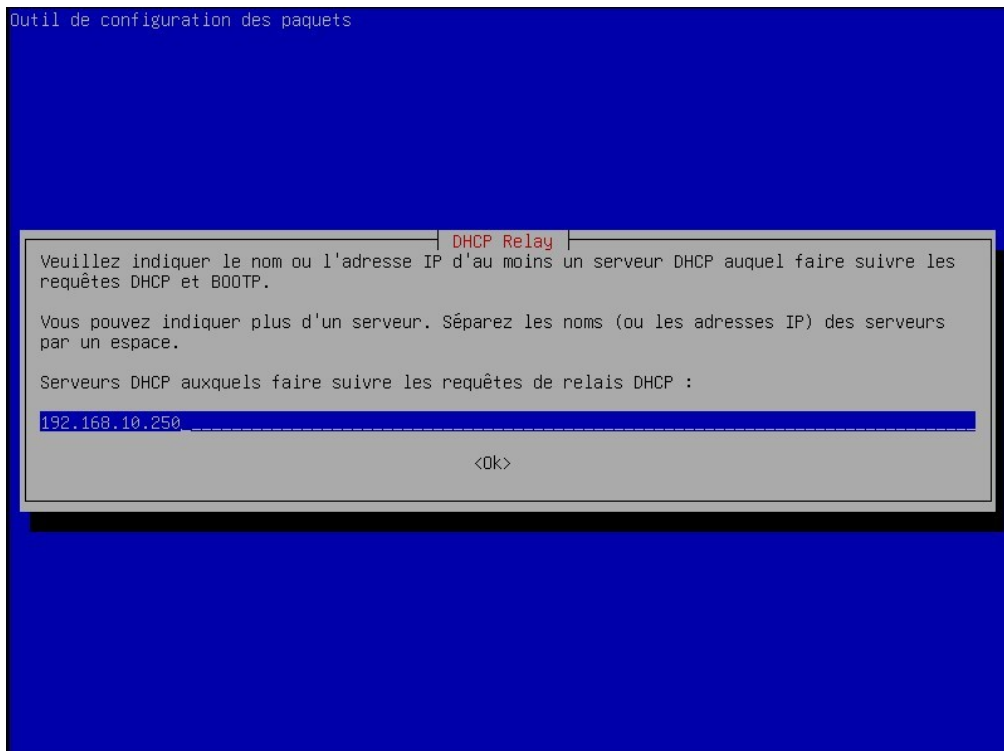 Outil de configuration des paquets
DHCP Relay
Veuillez indiquer le nom ou l'adresse IP d'au moins un serveur DHCP auquel faire suivre les
requêtes DHCP et BOOTP.
Vous pouvez indiquer plus d'un serveur. Séparez les noms (ou les adresses IP) des serveurs
par un espace.
Serveurs DHCP auxquels faire suivre les requêtes de relais DHCP :
192.168.10.250
<Ok>